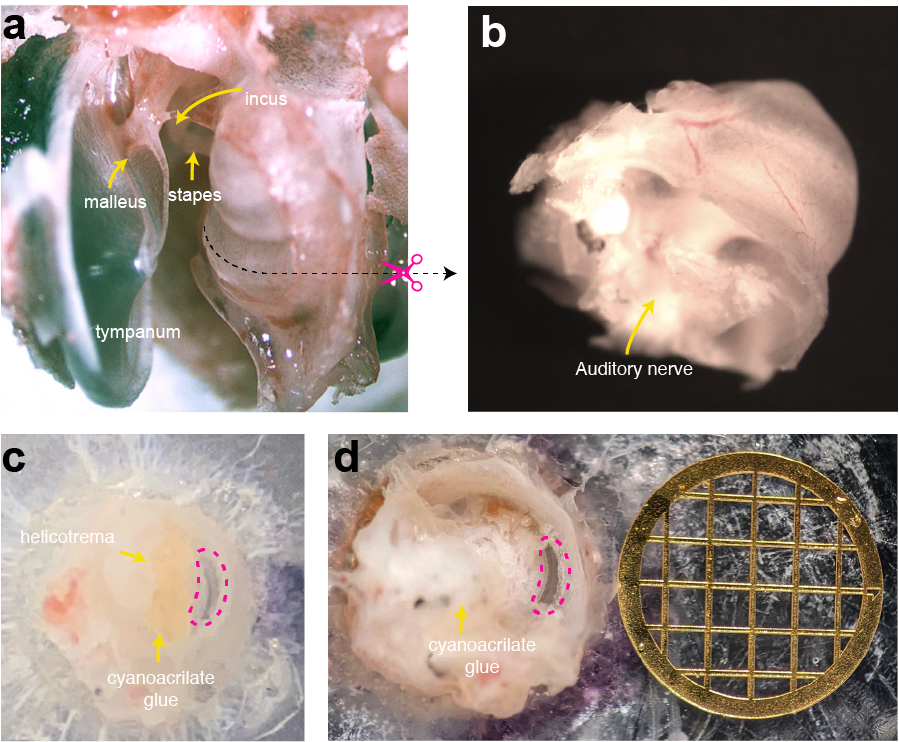 a
incus
malleus
stapes
tympanum
b
Auditory nerve
c
helicotrema
cyanoacrilate
glue
d
cyanoacrilate
glue